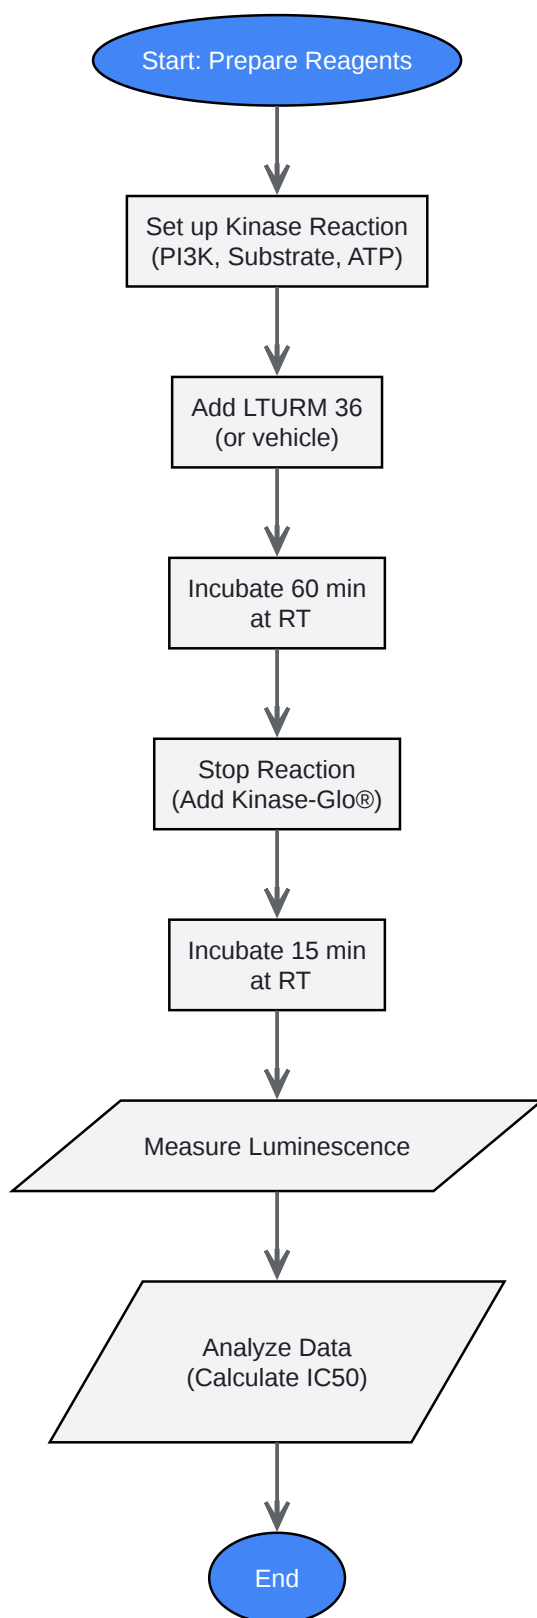 Start: Prepare Reagents
Set up Kinase Reaction
(PI3K, Substrate, ATP)
Add LTURM 36
(or vehicle)
Incubate 60 min
at RT
Stop Reaction
(Add Kinase-Glo®)
Incubate 15 min
at RT
Measure Luminescence
Analyze Data
(Calculate IC50)
End